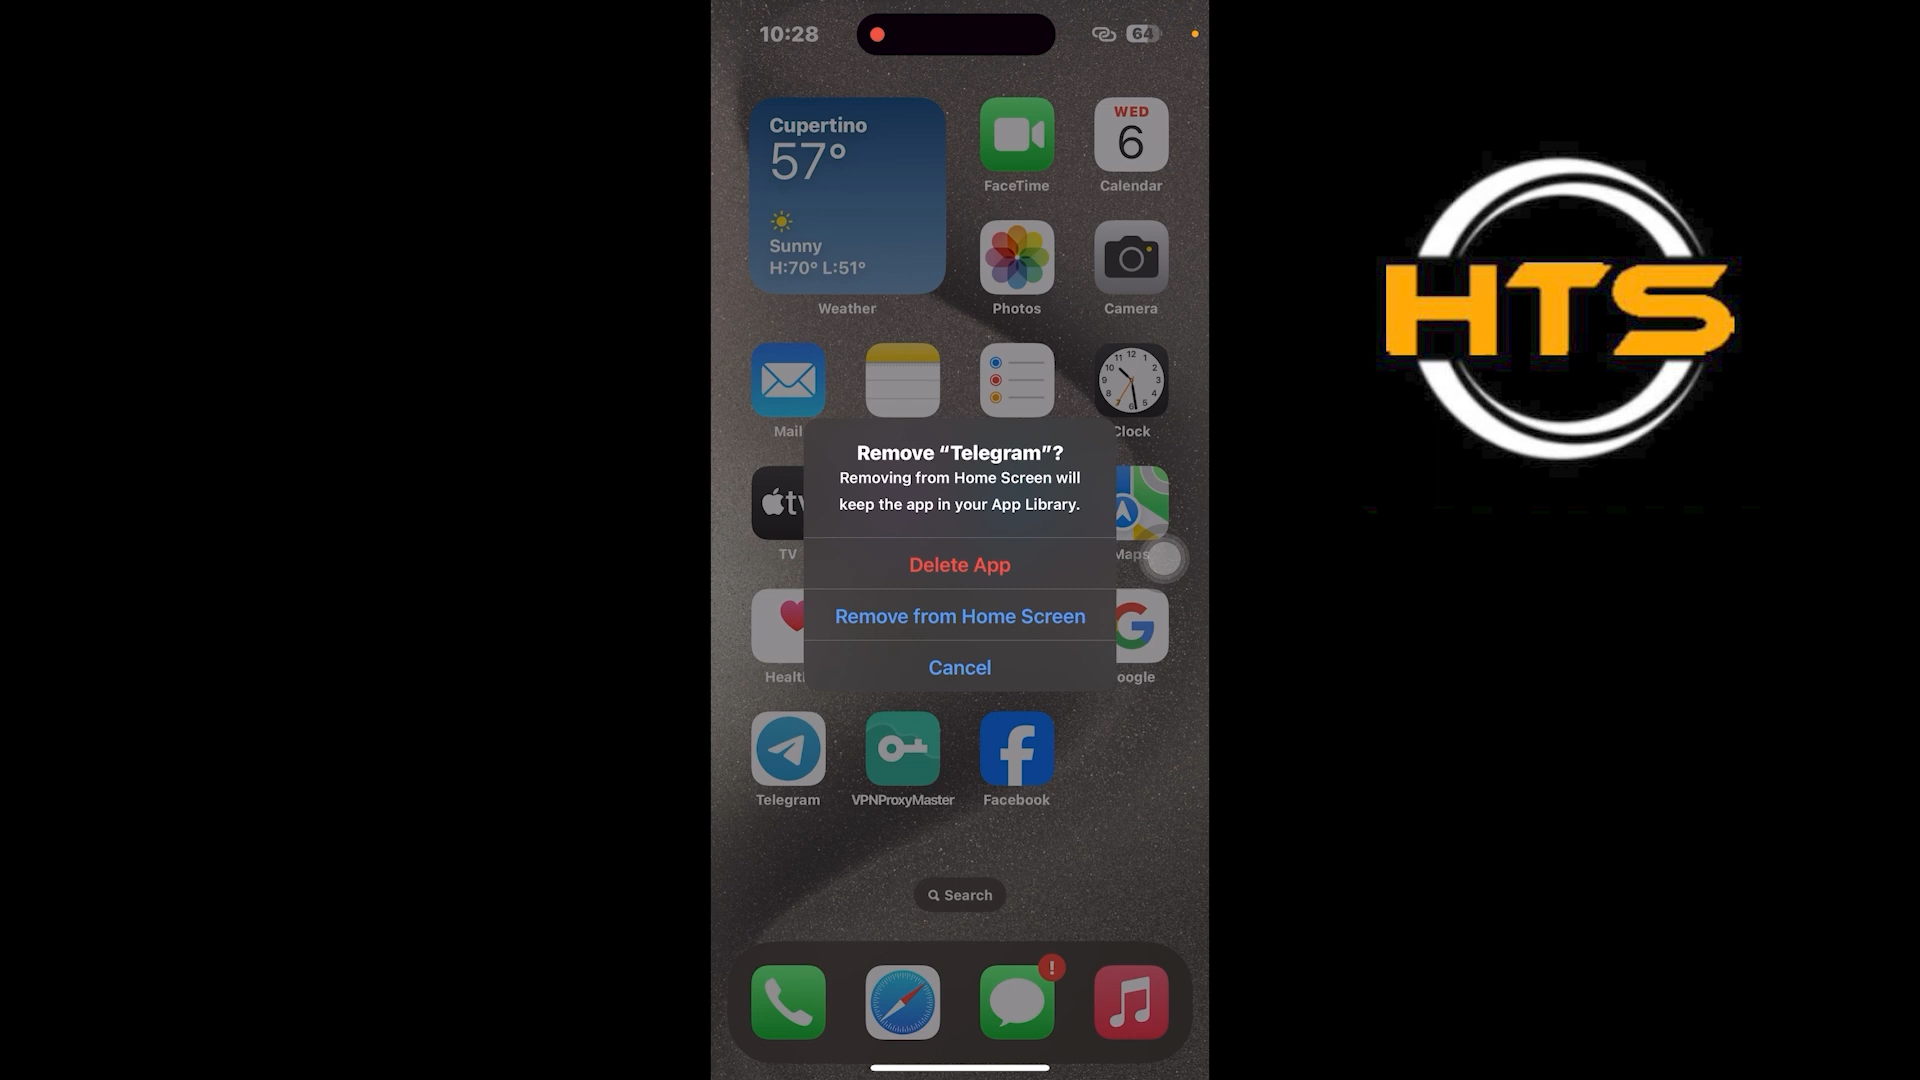 10:28
64
Cupertino
57°
Sunny
H:70° L:51°
Weather
FaceTime
WED
6
Calendar
Photos
Camera
Mail
Clock
tv
TV
Maps
Healt
oogle
Remove “Telegram”?
Removing from Home Screen will
keep the app in your App Library.
Delete App
Remove from Home Screen
Cancel
Telegram
VPNProxyMaster
Facebook
Search
!
HTS